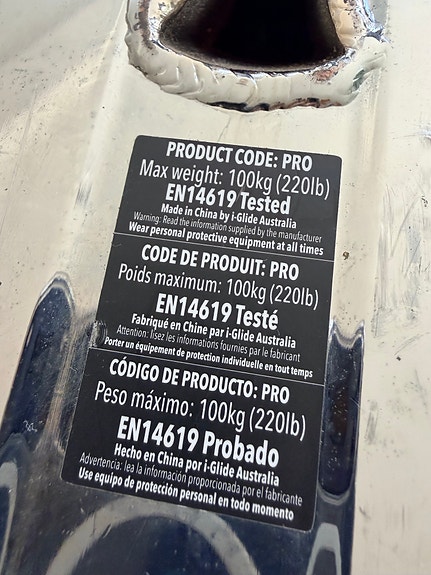 PRODUCT CODE: PRO
Max weight: 100kg (220lb)
EN14619 Tested
Made in China by i-Glide Australia
Warning: Read the information supplied by the manufacturer
Wear personal protective equipment at all times
CODE DE PRODUIT: PRO
Poids maximum: 100kg (220lb)
EN14619 Testé
Fabriqué en Chine par i-Glide Australia
Attention: lisez les informations fournies par le fabricant
Porter un équipement de protection individuelle en tout temps
CÓDIGO DE PRODUCTO: PRO
Peso máximo: 100kg (220lb)
EN14619 Probado
Hecho en China por i-Glide Australia
Advertencia: lea la información proporcionada por el fabricante
Use equipo de protección personal en todo momento